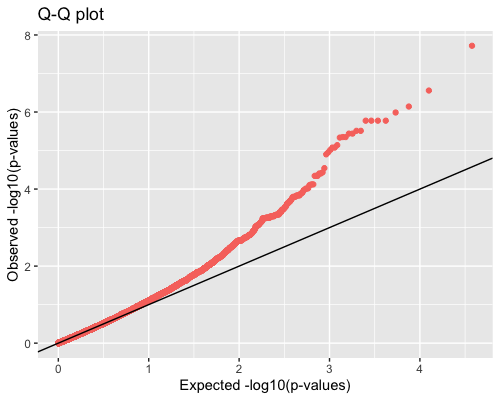 Q-Q plot
Observed -log10(p-values)
8
6
4
2
0
0 1 2 3 4
Expected -log10(p-values)